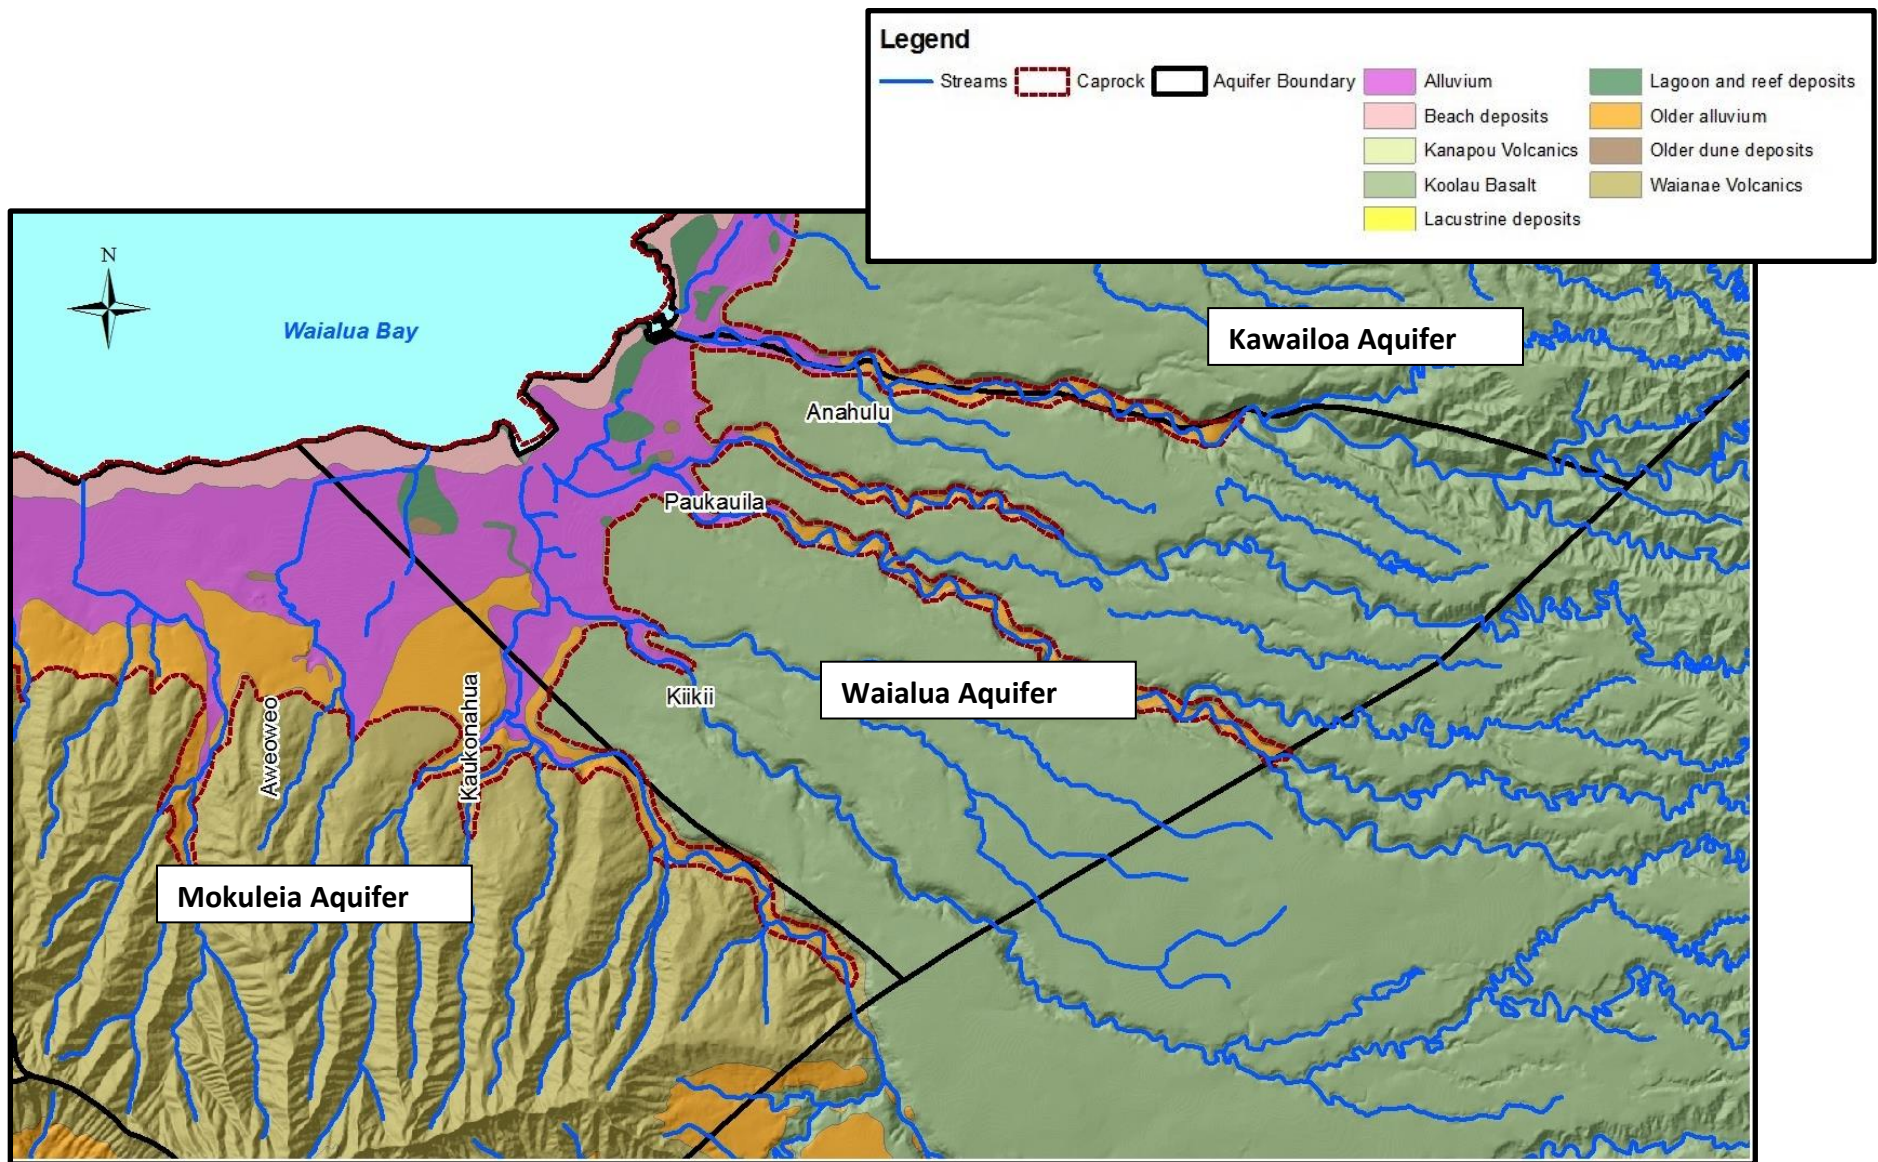 Legend
Streams
Caprock
Aquifer Boundary
Alluvium
Beach deposits
Kanapou Volcanics
Koolau Basalt
Lacustrine deposits
Lagoon and reef deposits
Older alluvium
Older dune deposits
Waianae Volcanics
N
Waialua Bay
Kawailoa Aquifer
Anahulu
Paukauila
Waialua Aquifer
Kiikii
Aweoweo
Kaukonahua
Mokuleia Aquifer